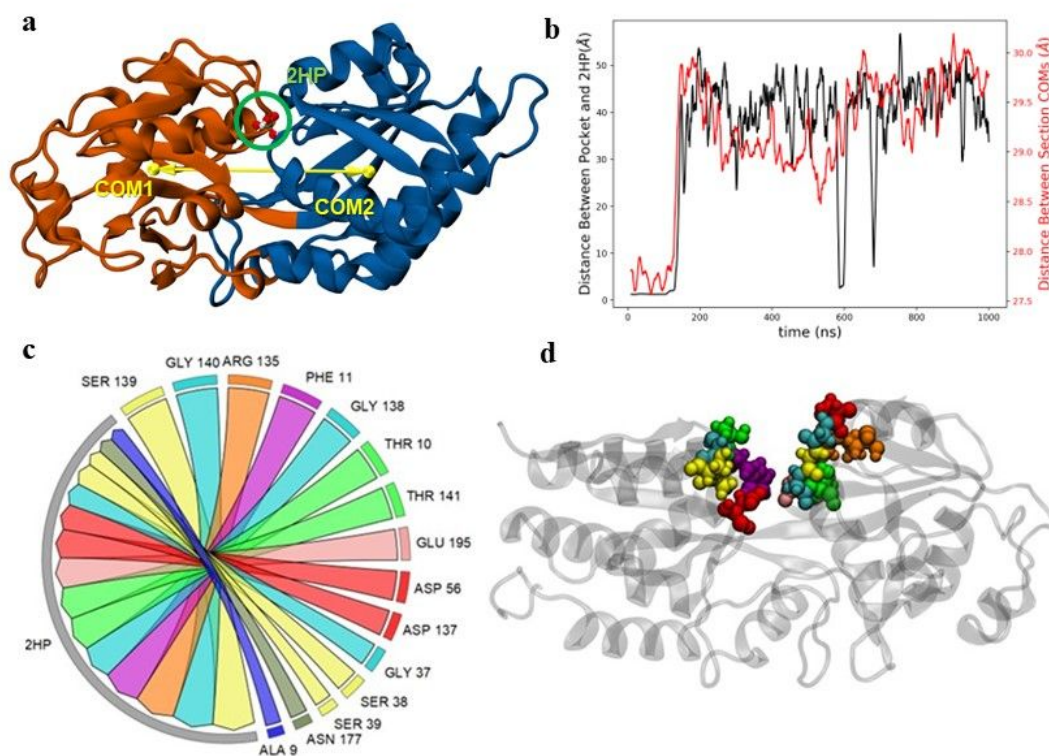 a
2HP
COM1
COM2
b
Distance Between Pocket and 2HP(Å)
50
40
30
20
10
0
0
200
400
600
800
1000
time (ns)
30.0
29.5
29.0
28.5
28.0
27.5
Distance Between Section COMs (Å)
c
SER 139
GLY 140
ARG 135
PHE 11
GLY 138
THR 10
THR 141
GLU 195
ASP 56
ASP 137
GLY 37
SER 38
SER 39
ASN 177
ALA 9
2HP
d